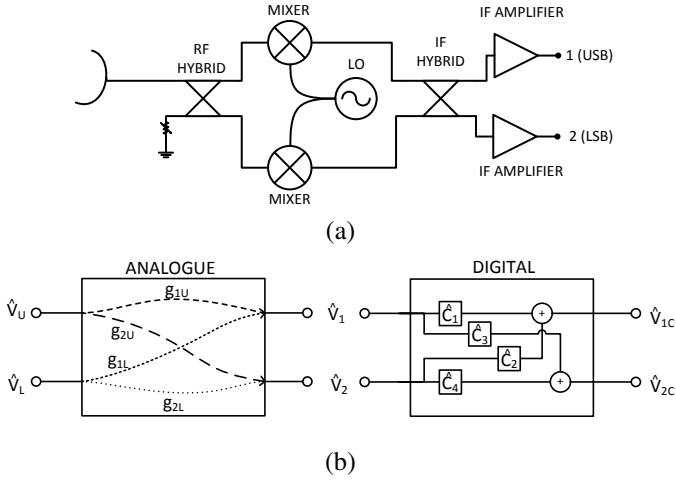 MIXER
RF
HYBRID
LO
IF
HYBRID
IF AMPLIFIER
1 (USB)
2 (LSB)
IF AMPLIFIER
MIXER
(a)
ANALOGUE
DIGITAL
V̂U
V̂L
g1U
g2U
g1L
g2L
V̂1
V̂2
Ĉ1
Ĉ3
Ĉ2
Ĉ4
+
+
V̂1C
V̂2C
(b)